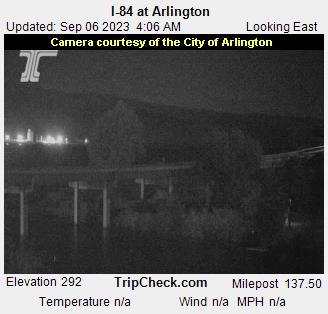 I-84 at Arlington
Updated: Sep 06 2023 4:06 AM Looking East
Camera courtesy of the City of Arlington
Elevation 292 TripCheck.com Milepost 137.50
Temperature n/a Wind n/a MPH n/a